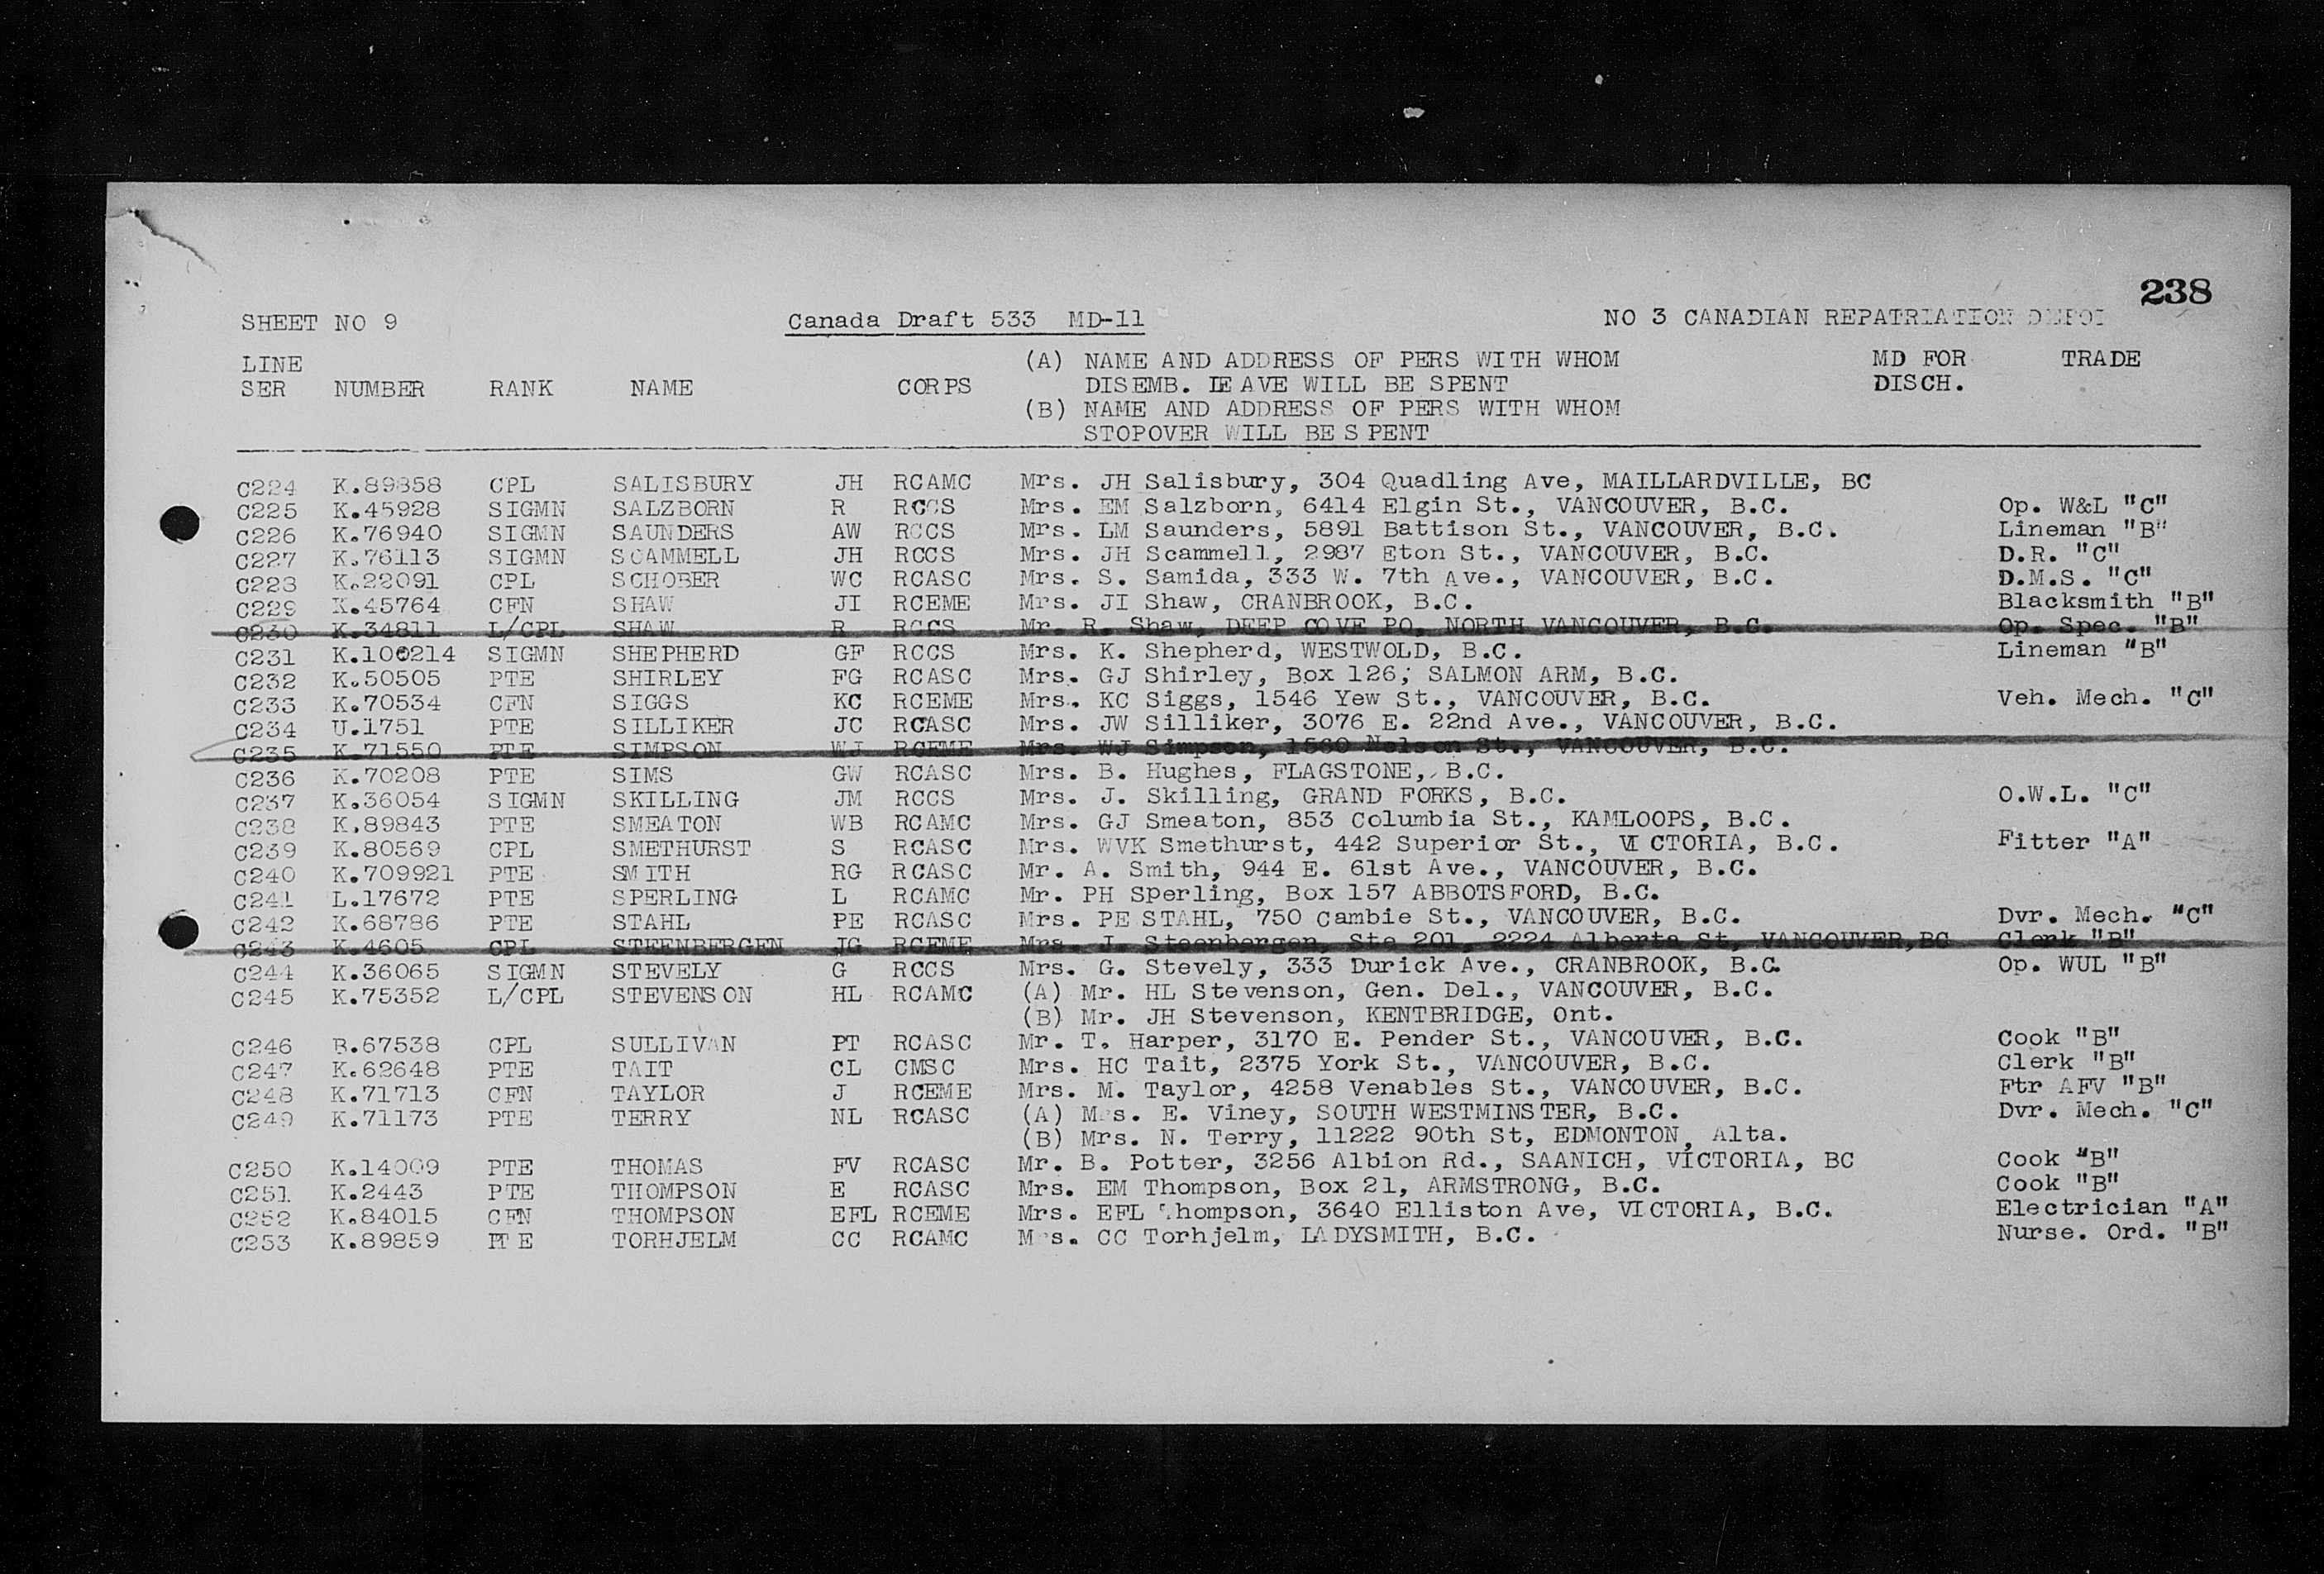 238
SHEET NO 9 Canada Draft 533 MD-11 NO 3 CANADIAN REPATRIATION DEPOT
LINE (A) NAME AND ADDRESS OF PERS WITH WHOM MD FOR TRADE
SER NUMBER RANK NAME CORPS DISEMB. LEAVE WILL BE SPENT DISCH.
(B) NAME AND ADDRESS OF PERS WITH WHOM
STOPOVER WILL BE SPENT
C224 K.89858 CPL SALISBURY JH RCAMC Mrs. JH Salisbury, 304 Quadling Ave, MAILLARDVILLE, BC
C225 K.45928 SIGMN SALZBORN R RCCS Mrs. EM Salzborn, 6414 Elgin St., VANCOUVER, B.C. Op. W&L "C"
C226 K.76940 SIGMN SAUNDERS AW RCCS Mrs. LM Saunders, 5891 Battison St., VANCOUVER, B.C. Lineman "B"
C227 K.76113 SIGMN SCAMMELL JH RCCS Mrs. JH Scammell, 2987 Eton St., VANCOUVER, B.C. D.R. "C"
C228 K.22091 CPL SCHOBER WC RCASC Mrs. S. Samida, 333 W. 7th Ave., VANCOUVER, B.C. D.M.S. "C"
C229 K.45764 CFN SHAW JI RCEME Mrs. JI Shaw, CRANBROOK, B.C. Blacksmith "B"
C230 K.34811 L/CPL SHAW R RCCS Mr. R. Shaw, DEEP COVE PO, NORTH VANCOUVER, B.C. Op. Spec. "B"
C231 K.100214 SIGMN SHEPHERD GF RCCS Mrs. K. Shepherd, WESTWOLD, B.C. Lineman "B"
C232 K.50505 PTE SHIRLEY FG RCASC Mrs. GJ Shirley, Box 126; SALMON ARM, B.C.
C233 K.70534 CFN SIGGS KC RCEME Mrs. KC Siggs, 1546 Yew St., VANCOUVER, B.C. Veh. Mech. "C"
C234 U.1751 PTE SILLIKER JC RCASC Mrs. JW Silliker, 3076 E. 22nd Ave., VANCOUVER, B.C.
C235 K.71550 PTE SIMPSON WJ RCEME Mrs. WJ Simpson, Nelson St., VANCOUVER, B.C.
C236 K.70208 PTE SIMS GW RCASC Mrs. B. Hughes, FLAGSTONE, B.C.
C237 K.36054 SIGMN SKILLING JM RCCS Mrs. J. Skilling, GRAND FORKS, B.C. O.W.L. "C"
C238 K.89843 PTE SMEATON WB RCAMC Mrs. GJ Smeaton, 853 Columbia St., KAMLOOPS, B.C.
C239 K.80569 CPL SMETHURST S RCASC Mrs. WVK Smethurst, 442 Superior St., VICTORIA, B.C. Fitter "A"
C240 K.709921 PTE SMITH RG RCASC Mr. A. Smith, 944 E. 61st Ave., VANCOUVER, B.C.
C241 L.17672 PTE SPERLING L RCAMC Mr. PH Sperling, Box 157 ABBOTSFORD, B.C.
C242 K.68786 PTE STAHL PE RCASC Mrs. PE STAHL, 750 Cambie St., VANCOUVER, B.C. Dvr. Mech. "C"
C243 K.4605 CPL STEENBERGEN JG RCEME Mrs. J. Steenbergen, Ste 201, 2224 Alberta St, VANCOUVER,BC Clerk "B"
C244 K.36065 SIGMN STEVELY G RCCS Mrs. G. Stevely, 333 Durick Ave., CRANBROOK, B.C. Op. WUL "B"
C245 K.75352 L/CPL STEVENSON HL RCAMC (A) Mr. HL Stevenson, Gen. Del., VANCOUVER, B.C.
(B) Mr. JH Stevenson, KENTBRIDGE, Ont.
C246 B.67538 CPL SULLIVAN PT RCASC Mr. T. Harper, 3170 E. Pender St., VANCOUVER, B.C. Cook "B"
C247 K.62648 PTE TAIT CL CMSC Mrs. HC Tait, 2375 York St., VANCOUVER, B.C. Clerk "B"
C248 K.71713 CFN TAYLOR J RCEME Mrs. M. Taylor, 4258 Venables St., VANCOUVER, B.C. Ftr AFV "B"
C249 K.71173 PTE TERRY NL RCASC (A) Mrs. E. Viney, SOUTH WESTMINSTER, B.C. Dvr. Mech. "C"
(B) Mrs. N. Terry, 11222 90th St, EDMONTON, Alta.
C250 K.14009 PTE THOMAS FV RCASC Mr. B. Potter, 3256 Albion Rd., SAANICH, VICTORIA, BC Cook "B"
C251 K.2443 PTE THOMPSON E RCASC Mrs. EM Thompson, Box 21, ARMSTRONG, B.C. Cook "B"
C252 K.84015 CFN THOMPSON EFL RCEME Mrs. EFL Thompson, 3640 Elliston Ave, VICTORIA, B.C. Electrician "A"
C253 K.89859 PTE TORHJELM CC RCAMC Mrs. CC Torhjelm, LADYSMITH, B.C. Nurse. Ord. "B"